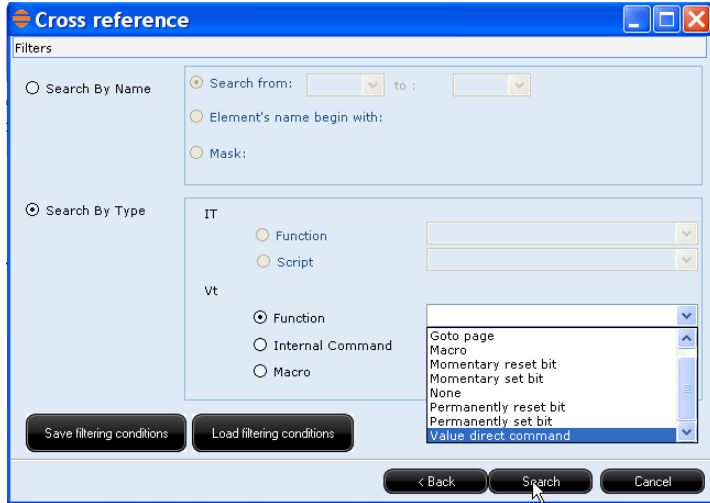 Cross reference
Filters
Search By Name
Search from:
to :
Element's name begin with:
Mask:
Search By Type
IT
Function
Script
Vt
Function
Internal Command
Macro
Goto page
Macro
Momentary reset bit
Momentary set bit
None
Permanently reset bit
Permanently set bit
Value direct command
Save filtering conditions
Load filtering conditions
< Back
Search
Cancel